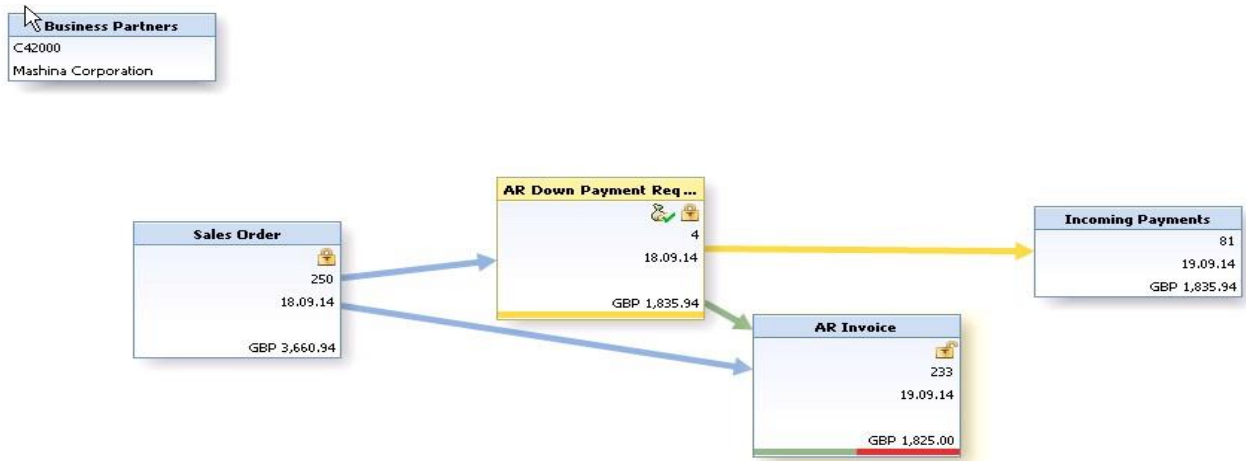 Business Partners
C42000
Mashina Corporation
Sales Order
250
18.09.14
GBP 3,660.94
AR Down Payment Req ...
4
18.09.14
GBP 1,835.94
AR Invoice
233
19.09.14
GBP 1,825.00
Incoming Payments
81
19.09.14
GBP 1,835.94